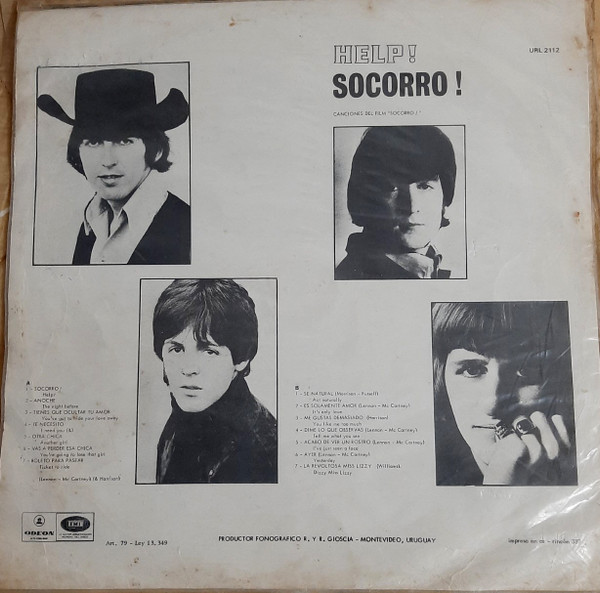 HELP!
URL 2112
SOCORRO !
CANCIONES DEL FILM "SOCORRO !"
A
1 - SOCORRO !
Help!
2 - ANOCHE
The night before
3 - TIENES QUE OCULTAR TU AMOR
You've got to hide your love away
4 - TE NECESITO
I need you (&)
5 - OTRA CHICA
Another girl
6 - VAS A PERDER ESA CHICA
You're going to lose that girl
7 - BOLETO PARA PASEAR
Ticket to ride
(Lennon - Mc Cartney) (& Harrison)
B
1 - SE NATURAL (Morrison - Russell)
Act naturally
2 - ES SOLAMENTE AMOR (Lennon - Mc Cartney)
It's only love
3 - ME GUSTAS DEMASIADO (Harrison)
You like me too much
4 - DIME LO QUE OBSERVAS (Lennon - Mc Cartney)
Tell me what you see
5 - ACABO DE VER UN ROSTRO (Lennon - Mc Cartney)
I've just seen a face
6 - AYER (Lennon - Mc Cartney)
Yesterday
7 - LA REVOLTOSA MISS LIZZY (Williams)
Dizzy Miss Lizzy
ODEON
EMI
Art. 79 - Ley 13.349
PRODUCTOR FONOGRAFICO R. Y R. GIOSCIA - MONTEVIDEO, URUGUAY
impreso en